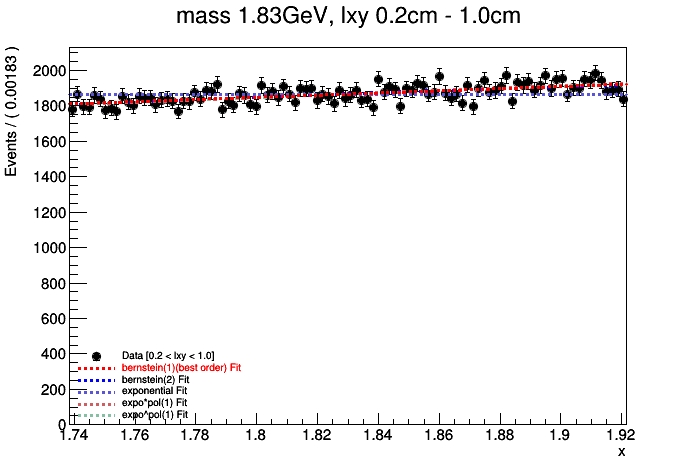 mass 1.83GeV, lxy 0.2cm - 1.0cm
Events / ( 0.00183 )
2000
1800
1600
1400
1200
1000
800
600
400
200
0
Data [0.2 < lxy < 1.0]
bernstein(1)(best order) Fit
bernstein(2) Fit
exponential Fit
expo*pol(1) Fit
expo^pol(1) Fit
1.74 1.76 1.78 1.8 1.82 1.84 1.86 1.88 1.9 1.92
x